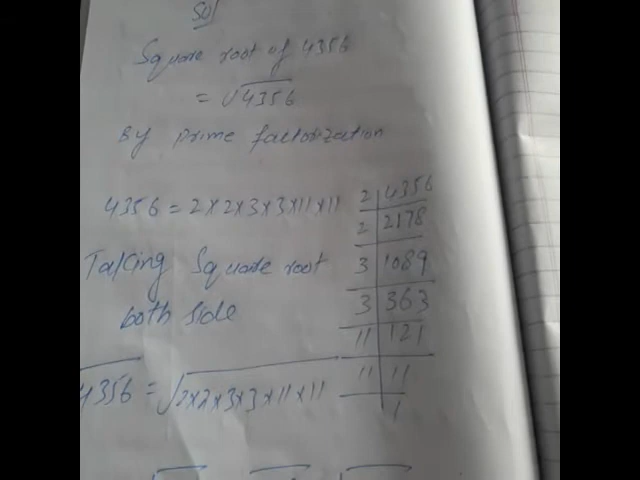 Sol
Square root of 4356
= √4356
By prime factorization
4356 = 2×2×3×3×11×11
2 | 4356
2 | 2178
3 | 1089
3 | 363
11 | 121
11 | 11
1
Taking Square root
both side
4356 = √2×2×3×3×11×11